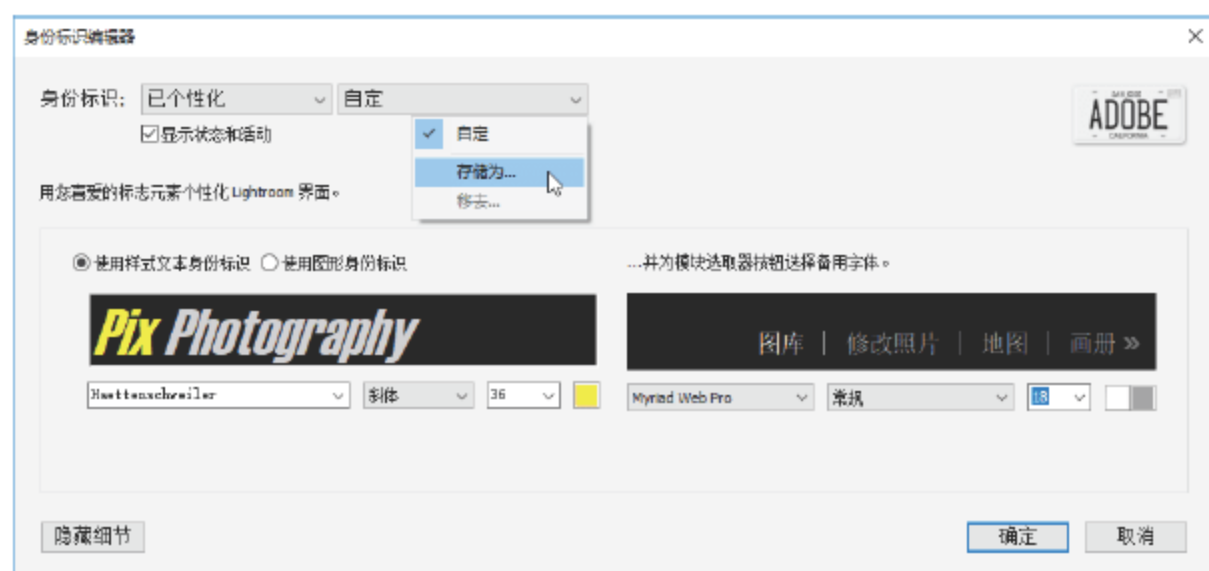 身份标识编辑器
身份标识: 已个性化 自定
显示状态和活动
自定
存储为...
移去...
ADOBE
CALIFORNIA
用您喜爱的标志元素个性化 Lightroom 界面。
使用样式文本身份标识 使用图形身份标识
...并为模块选取器按钮选择备用字体。
Pix Photography
图库 | 修改照片 | 地图 | 画册 »
Haettenschweiler 斜体 36
Myriad Web Pro 常规 18
隐藏细节 确定 取消